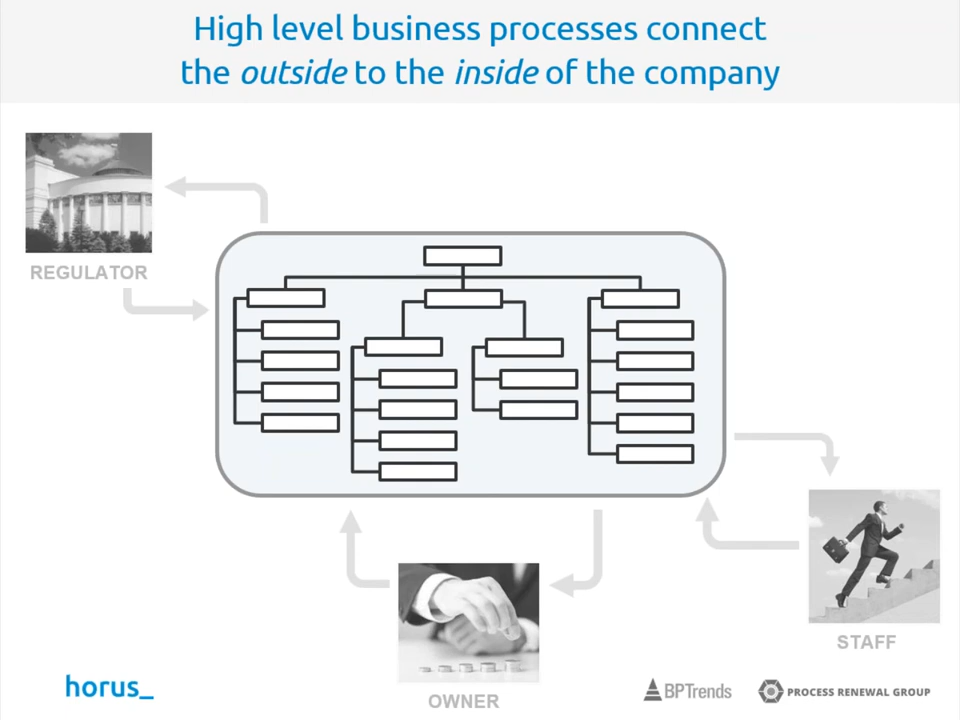 High level business processes connect
the outside to the inside of the company
REGULATOR
STAFF
OWNER
horus_
BPTrends
PROCESS RENEWAL GROUP